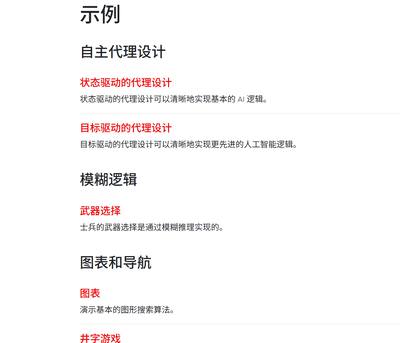 示例
自主代理设计
状态驱动的代理设计
状态驱动的代理设计可以清晰地实现基本的 AI 逻辑。
目标驱动的代理设计
目标驱动的代理设计可以清晰地实现更先进的人工智能逻辑。
模糊逻辑
武器选择
士兵的武器选择是通过模糊推理实现的。
图表和导航
图表
演示基本的图形搜索算法。
井字游戏